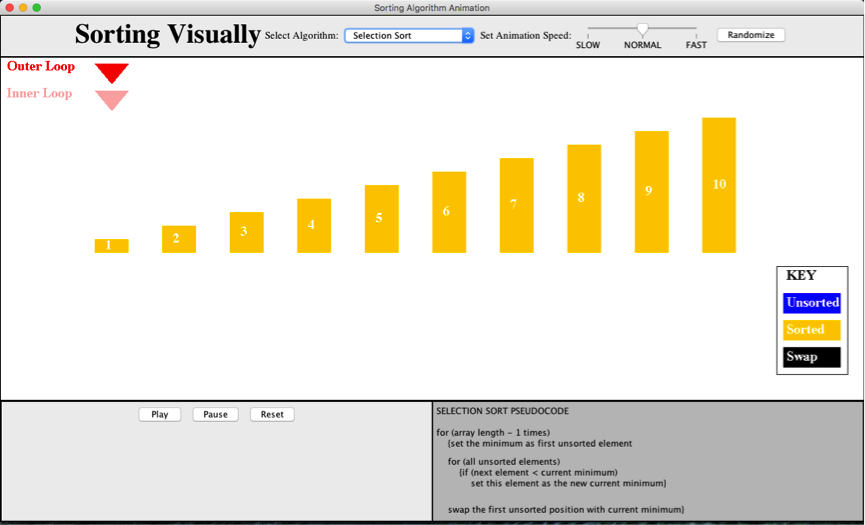 Sorting Algorithm Animation
Sorting Visually Select Algorithm: Selection Sort Set Animation Speed: Randomize
SLOW NORMAL FAST
Outer Loop
Inner Loop
1 2 3 4 5 6 7 8 9 10
KEY
Unsorted
Sorted
Swap
Play Pause Reset
SELECTION SORT PSEUDOCODE
for (array length - 1 times)
{set the minimum as first unsorted element
for (all unsorted elements)
{if (next element < current minimum)
set this element as the new current minimum}
swap the first unsorted position with current minimum}